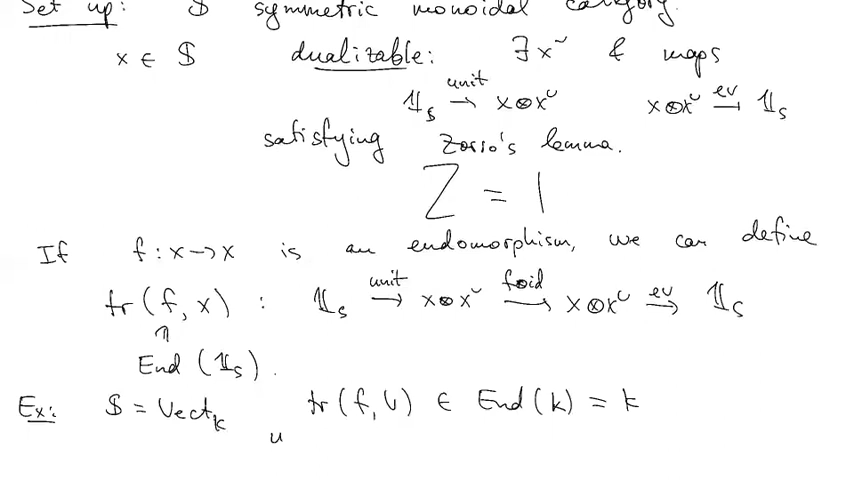 Set up: $ symmetric monoidal category.
x ∈ $ dualizable: ∃ x^∨ & maps
𝟙_S —unit→ x⊗x^∨ x⊗x^∨ —ev→ 𝟙_S
satisfying Zorro's lemma.
Z = |
If f: x → x is an endomorphism, we can define
tr(f, x) : 𝟙_S —unit→ x⊗x^∨ —f⊗id→ x⊗x^∨ —ev→ 𝟙_S
∩
End (𝟙_S).
Ex: $ = Vect_k tr(f, V) ∈ End(k) = k